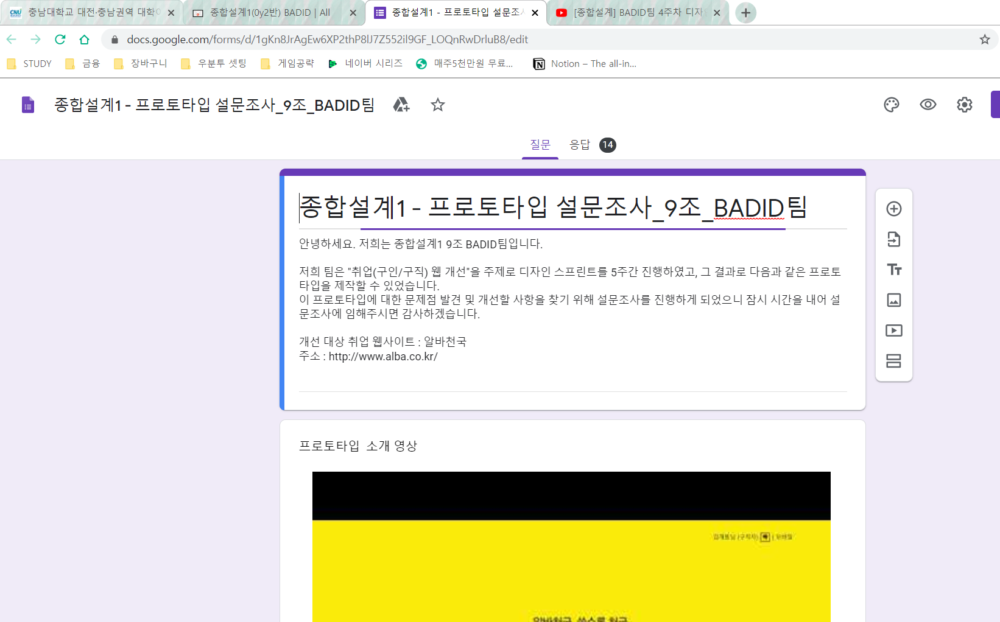 충남대학교 대전·충남권역 대학
종합설계1(0y2반) BADID | All
종합설계1 - 프로토타입 설문조
[종합설계] BADID팀 4주차 디자
docs.google.com/forms/d/1gKn8JrAgEw6XP2thP8lJ7Z552il9GF_LOQnRwDrluB8/edit
STUDY
금융
장바구니
우분투 셋팅
게임공략
네이버 시리즈
매주5천만원 무료...
Notion – The all-in...
종합설계1 - 프로토타입 설문조사_9조_BADID팀
질문
응답 14
종합설계1 - 프로토타입 설문조사_9조_BADID팀
안녕하세요. 저희는 종합설계1 9조 BADID팀입니다.
저희 팀은 "취업(구인/구직) 웹 개선"을 주제로 디자인 스프린트를 5주간 진행하였고, 그 결과로 다음과 같은 프로토
타입을 제작할 수 있었습니다.
이 프로토타입에 대한 문제점 발견 및 개선할 사항을 찾기 위해 설문조사를 진행하게 되었으니 잠시 시간을 내어 설
문조사에 임해주시면 감사하겠습니다.
개선 대상 취업 웹사이트 : 알바천국
주소 : http://www.alba.co.kr/
프로토타입 소개 영상